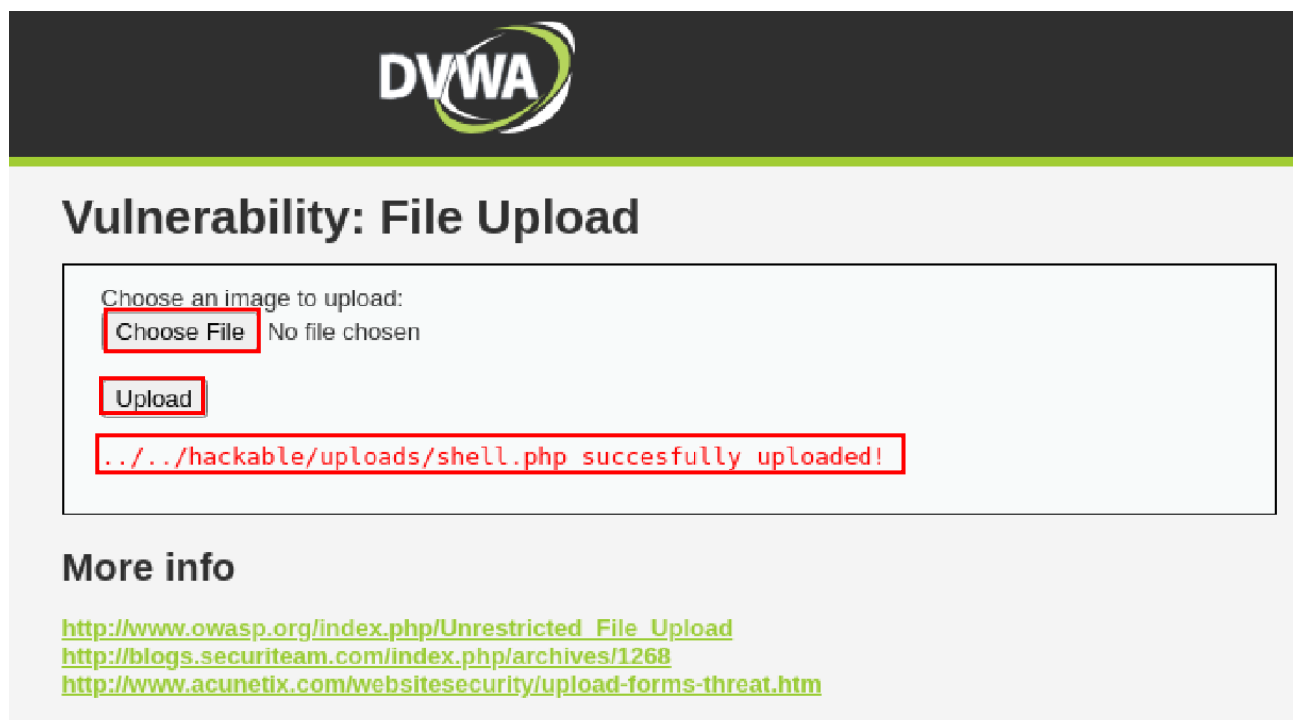 DVWA
Vulnerability: File Upload
Choose an image to upload:
Choose File No file chosen
Upload
../../hackable/uploads/shell.php succesfully uploaded!
More info
http://www.owasp.org/index.php/Unrestricted_File_Upload
http://blogs.securiteam.com/index.php/archives/1268
http://www.acunetix.com/websitesecurity/upload-forms-threat.htm